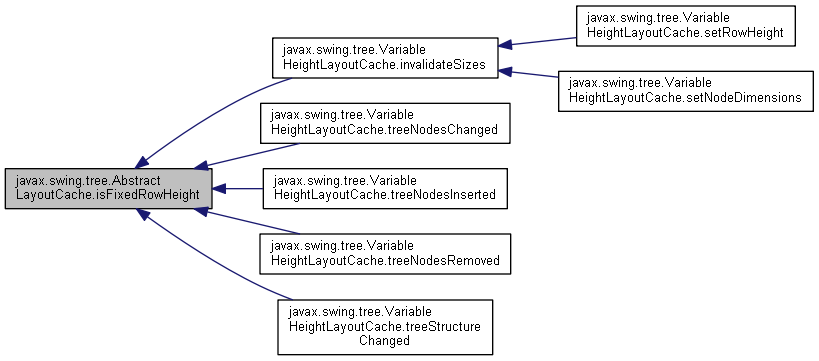 javax.swing.tree.Variable
HeightLayoutCache.setRowHeight
javax.swing.tree.Variable
HeightLayoutCache.invalidateSizes
javax.swing.tree.Variable
HeightLayoutCache.setNodeDimensions
javax.swing.tree.Variable
HeightLayoutCache.treeNodesChanged
javax.swing.tree.Abstract
LayoutCache.isFixedRowHeight
javax.swing.tree.Variable
HeightLayoutCache.treeNodesInserted
javax.swing.tree.Variable
HeightLayoutCache.treeNodesRemoved
javax.swing.tree.Variable
HeightLayoutCache.treeStructure
Changed